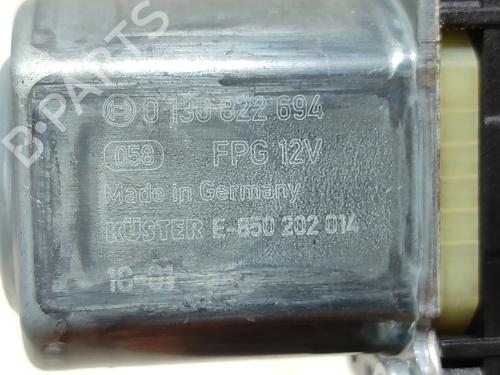 0 130 822 694
058 FPG 12V
Made in Germany
KÜSTER E-850 202 014
B-PARTS